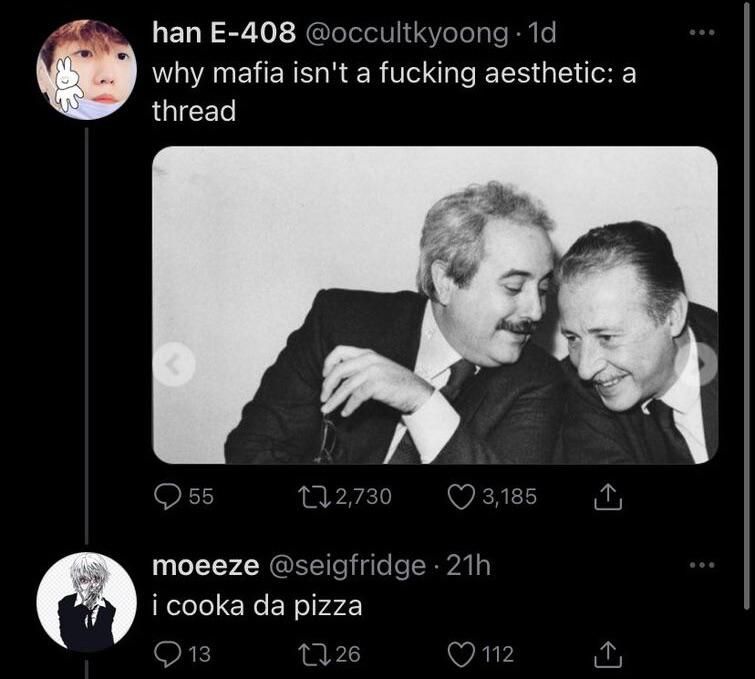 han E-408 @occultkyoong · 1d
why mafia isn't a fucking aesthetic: a
thread
55 2,730 3,185
moeeze @seigfridge · 21h
i cooka da pizza
13 26 112